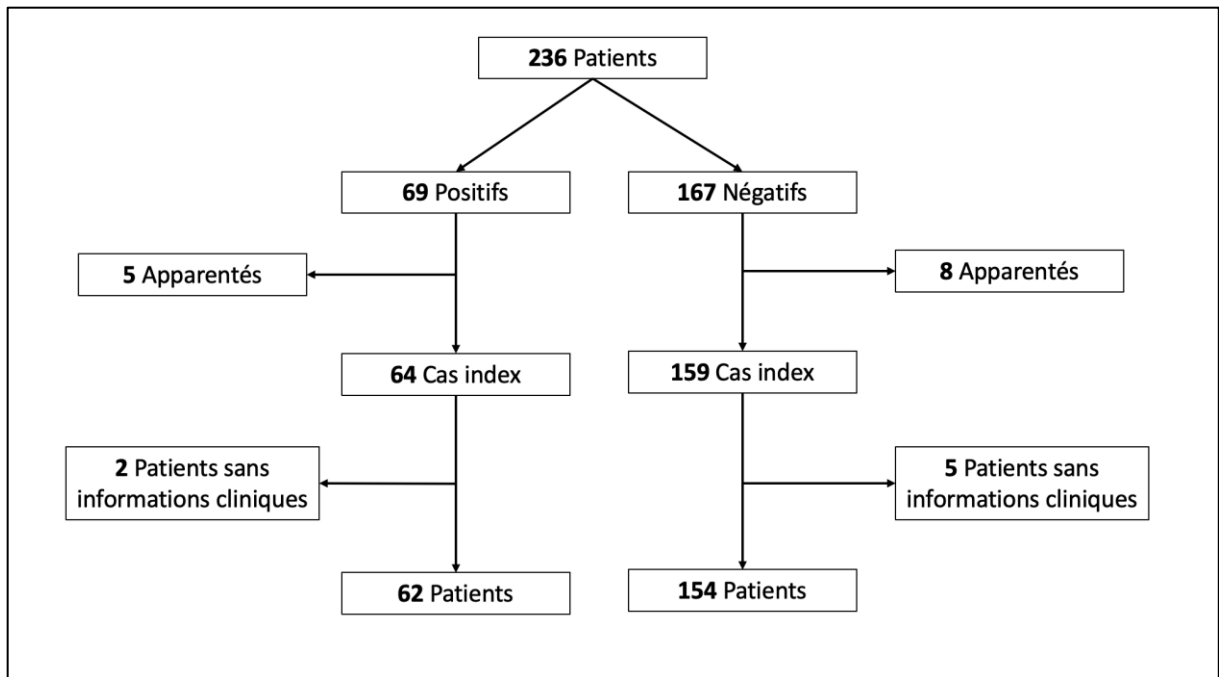 236 Patients
69 Positifs
167 Négatifs
5 Apparentés
8 Apparentés
64 Cas index
159 Cas index
2 Patients sans
informations cliniques
5 Patients sans
informations cliniques
62 Patients
154 Patients